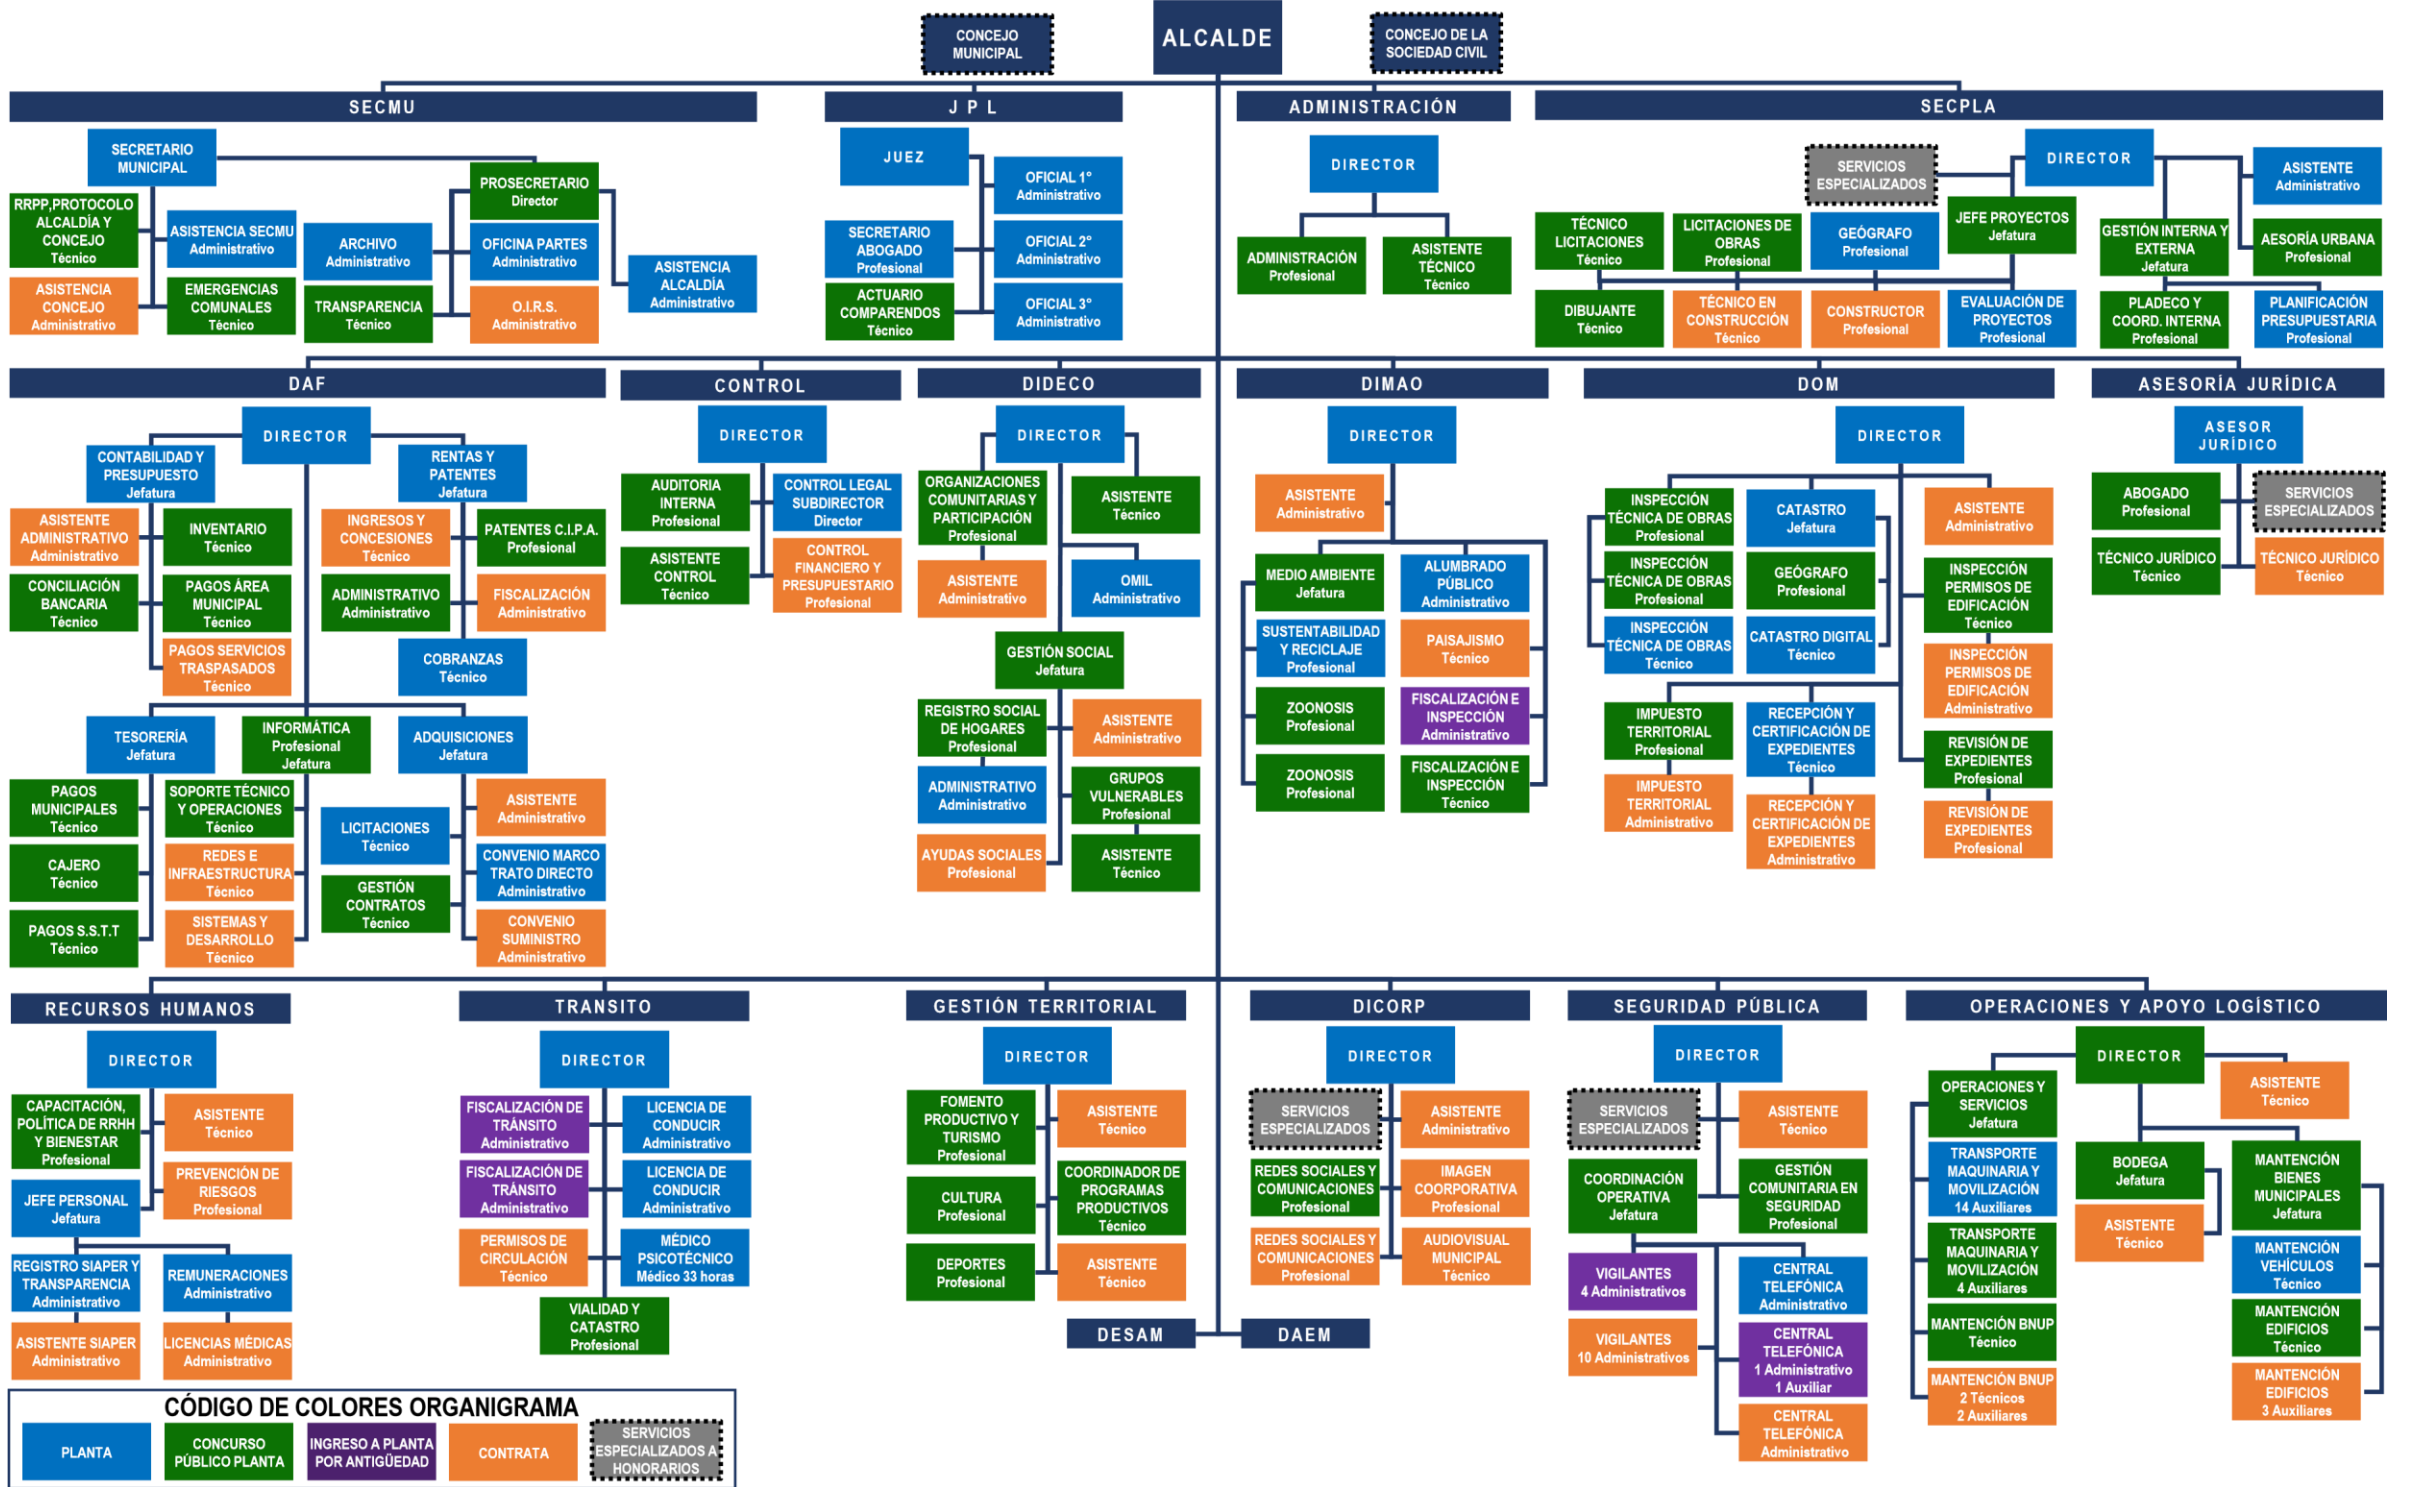 CONCEJO
MUNICIPAL
ALCALDE
CONCEJO DE LA
SOCIEDAD CIVIL
SECMU
SECRETARIO
MUNICIPAL
RRPP,PROTOCOLO
ALCALDÍA Y
CONCEJO
Técnico
ASISTENCIA SECMU
Administrativo
ASISTENCIA
CONCEJO
Administrativo
EMERGENCIAS
COMUNALES
Técnico
PROSECRETARIO
Director
ARCHIVO
Administrativo
OFICINA PARTES
Administrativo
TRANSPARENCIA
Técnico
O.I.R.S.
Administrativo
ASISTENCIA
ALCALDÍA
Administrativo
J P L
JUEZ
OFICIAL 1°
Administrativo
SECRETARIO
ABOGADO
Profesional
OFICIAL 2°
Administrativo
ACTUARIO
COMPARENDOS
Técnico
OFICIAL 3°
Administrativo
ADMINISTRACIÓN
DIRECTOR
ADMINISTRACIÓN
Profesional
ASISTENTE
TÉCNICO
Técnico
SECPLA
SERVICIOS
ESPECIALIZADOS
DIRECTOR
ASISTENTE
Administrativo
TÉCNICO
LICITACIONES
Técnico
LICITACIONES DE
OBRAS
Profesional
GEÓGRAFO
Profesional
JEFE PROYECTOS
Jefatura
GESTIÓN INTERNA Y
EXTERNA
Jefatura
AESORÍA URBANA
Profesional
DIBUJANTE
Técnico
TÉCNICO EN
CONSTRUCCIÓN
Técnico
CONSTRUCTOR
Profesional
EVALUACIÓN DE
PROYECTOS
Profesional
PLADECO Y
COORD. INTERNA
Profesional
PLANIFICACIÓN
PRESUPUESTARIA
Profesional
DAF
DIRECTOR
CONTABILIDAD Y
PRESUPUESTO
Jefatura
RENTAS Y
PATENTES
Jefatura
ASISTENTE
ADMINISTRATIVO
Administrativo
INVENTARIO
Técnico
INGRESOS Y
CONCESIONES
Técnico
PATENTES C.I.P.A.
Profesional
CONCILIACIÓN
BANCARIA
Técnico
PAGOS ÁREA
MUNICIPAL
Técnico
ADMINISTRATIVO
Administrativo
FISCALIZACIÓN
Administrativo
PAGOS SERVICIOS
TRASPASADOS
Técnico
COBRANZAS
Técnico
TESORERÍA
Jefatura
INFORMÁTICA
Profesional
Jefatura
ADQUISICIONES
Jefatura
PAGOS
MUNICIPALES
Técnico
SOPORTE TÉCNICO
Y OPERACIONES
Técnico
LICITACIONES
Técnico
ASISTENTE
Administrativo
CAJERO
Técnico
REDES E
INFRAESTRUCTURA
Técnico
GESTIÓN
CONTRATOS
Técnico
CONVENIO MARCO
TRATO DIRECTO
Administrativo
PAGOS S.S.T.T
Técnico
SISTEMAS Y
DESARROLLO
Técnico
CONVENIO
SUMINISTRO
Administrativo
CONTROL
DIRECTOR
AUDITORIA
INTERNA
Profesional
CONTROL LEGAL
SUBDIRECTOR
Director
ASISTENTE
CONTROL
Técnico
CONTROL
FINANCIERO Y
PRESUPUESTARIO
Profesional
DIDECO
DIRECTOR
ORGANIZACIONES
COMUNITARIAS Y
PARTICIPACIÓN
Profesional
ASISTENTE
Técnico
ASISTENTE
Administrativo
OMIL
Administrativo
GESTIÓN SOCIAL
Jefatura
REGISTRO SOCIAL
DE HOGARES
Profesional
ASISTENTE
Administrativo
ADMINISTRATIVO
Administrativo
GRUPOS
VULNERABLES
Profesional
AYUDAS SOCIALES
Profesional
ASISTENTE
Técnico
DIMAO
DIRECTOR
ASISTENTE
Administrativo
MEDIO AMBIENTE
Jefatura
ALUMBRADO
PÚBLICO
Administrativo
SUSTENTABILIDAD
Y RECICLAJE
Profesional
PAISAJISMO
Técnico
ZOONOSIS
Profesional
FISCALIZACIÓN E
INSPECCIÓN
Administrativo
ZOONOSIS
Profesional
FISCALIZACIÓN E
INSPECCIÓN
Técnico
DOM
DIRECTOR
INSPECCIÓN
TÉCNICA DE OBRAS
Profesional
CATASTRO
Jefatura
ASISTENTE
Administrativo
INSPECCIÓN
TÉCNICA DE OBRAS
Profesional
GEÓGRAFO
Profesional
INSPECCIÓN
PERMISOS DE
EDIFICACIÓN
Técnico
INSPECCIÓN
TÉCNICA DE OBRAS
Técnico
CATASTRO DIGITAL
Técnico
INSPECCIÓN
PERMISOS DE
EDIFICACIÓN
Administrativo
IMPUESTO
TERRITORIAL
Profesional
RECEPCIÓN Y
CERTIFICACIÓN DE
EXPEDIENTES
Técnico
REVISIÓN DE
EXPEDIENTES
Profesional
IMPUESTO
TERRITORIAL
Administrativo
RECEPCIÓN Y
CERTIFICACIÓN DE
EXPEDIENTES
Administrativo
REVISIÓN DE
EXPEDIENTES
Profesional
ASESORÍA JURÍDICA
ASESOR
JURÍDICO
ABOGADO
Profesional
SERVICIOS
ESPECIALIZADOS
TÉCNICO JURÍDICO
Técnico
TÉCNICO JURÍDICO
Técnico
RECURSOS HUMANOS
DIRECTOR
CAPACITACIÓN,
POLÍTICA DE RRHH
Y BIENESTAR
Profesional
ASISTENTE
Técnico
JEFE PERSONAL
Jefatura
PREVENCIÓN DE
RIESGOS
Profesional
REGISTRO SIAPER Y
TRANSPARENCIA
Administrativo
REMUNERACIONES
Administrativo
ASISTENTE SIAPER
Administrativo
LICENCIAS MÉDICAS
Administrativo
TRANSITO
DIRECTOR
FISCALIZACIÓN DE
TRÁNSITO
Administrativo
LICENCIA DE
CONDUCIR
Administrativo
FISCALIZACIÓN DE
TRÁNSITO
Administrativo
LICENCIA DE
CONDUCIR
Administrativo
PERMISOS DE
CIRCULACIÓN
Técnico
MÉDICO
PSICOTÉCNICO
Médico 33 horas
VIALIDAD Y
CATASTRO
Profesional
GESTIÓN TERRITORIAL
DIRECTOR
FOMENTO
PRODUCTIVO Y
TURISMO
Profesional
ASISTENTE
Técnico
CULTURA
Profesional
COORDINADOR DE
PROGRAMAS
PRODUCTIVOS
Técnico
DEPORTES
Profesional
ASISTENTE
Técnico
DESAM
DAEM
DICORP
DIRECTOR
SERVICIOS
ESPECIALIZADOS
ASISTENTE
Administrativo
REDES SOCIALES Y
COMUNICACIONES
Profesional
IMAGEN
COORPORATIVA
Profesional
REDES SOCIALES Y
COMUNICACIONES
Profesional
AUDIOVISUAL
MUNICIPAL
Técnico
SEGURIDAD PÚBLICA
DIRECTOR
SERVICIOS
ESPECIALIZADOS
ASISTENTE
Técnico
COORDINACIÓN
OPERATIVA
Jefatura
GESTIÓN
COMUNITARIA EN
SEGURIDAD
Profesional
VIGILANTES
4 Administrativos
CENTRAL
TELEFÓNICA
Administrativo
VIGILANTES
10 Administrativos
CENTRAL
TELEFÓNICA
1 Administrativo
1 Auxiliar
CENTRAL
TELEFÓNICA
Administrativo
OPERACIONES Y APOYO LOGÍSTICO
DIRECTOR
OPERACIONES Y
SERVICIOS
Jefatura
ASISTENTE
Técnico
TRANSPORTE
MAQUINARIA Y
MOVILIZACIÓN
14 Auxiliares
BODEGA
Jefatura
MANTENCIÓN
BIENES
MUNICIPALES
Jefatura
TRANSPORTE
MAQUINARIA Y
MOVILIZACIÓN
4 Auxiliares
ASISTENTE
Técnico
MANTENCIÓN
VEHÍCULOS
Técnico
MANTENCIÓN BNUP
Técnico
MANTENCIÓN
EDIFICIOS
Técnico
MANTENCIÓN BNUP
2 Técnicos
2 Auxiliares
MANTENCIÓN
EDIFICIOS
3 Auxiliares
CÓDIGO DE COLORES ORGANIGRAMA
PLANTA
CONCURSO
PÚBLICO PLANTA
INGRESO A PLANTA
POR ANTIGÜEDAD
CONTRATA
SERVICIOS
ESPECIALIZADOS A
HONORARIOS